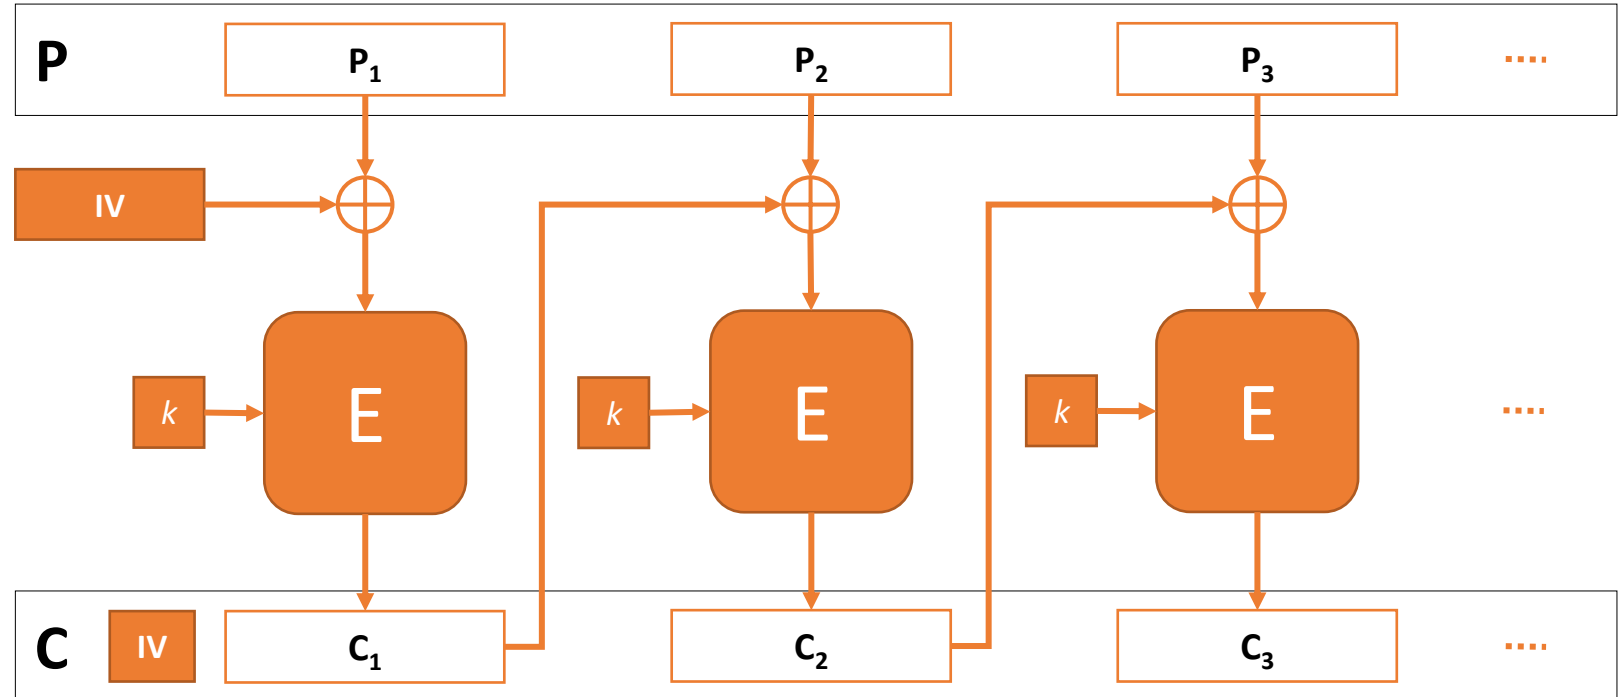 P P₁ P₂ P₃ ....
IV
k E k E k E ....
C IV C₁ C₂ C₃ ....